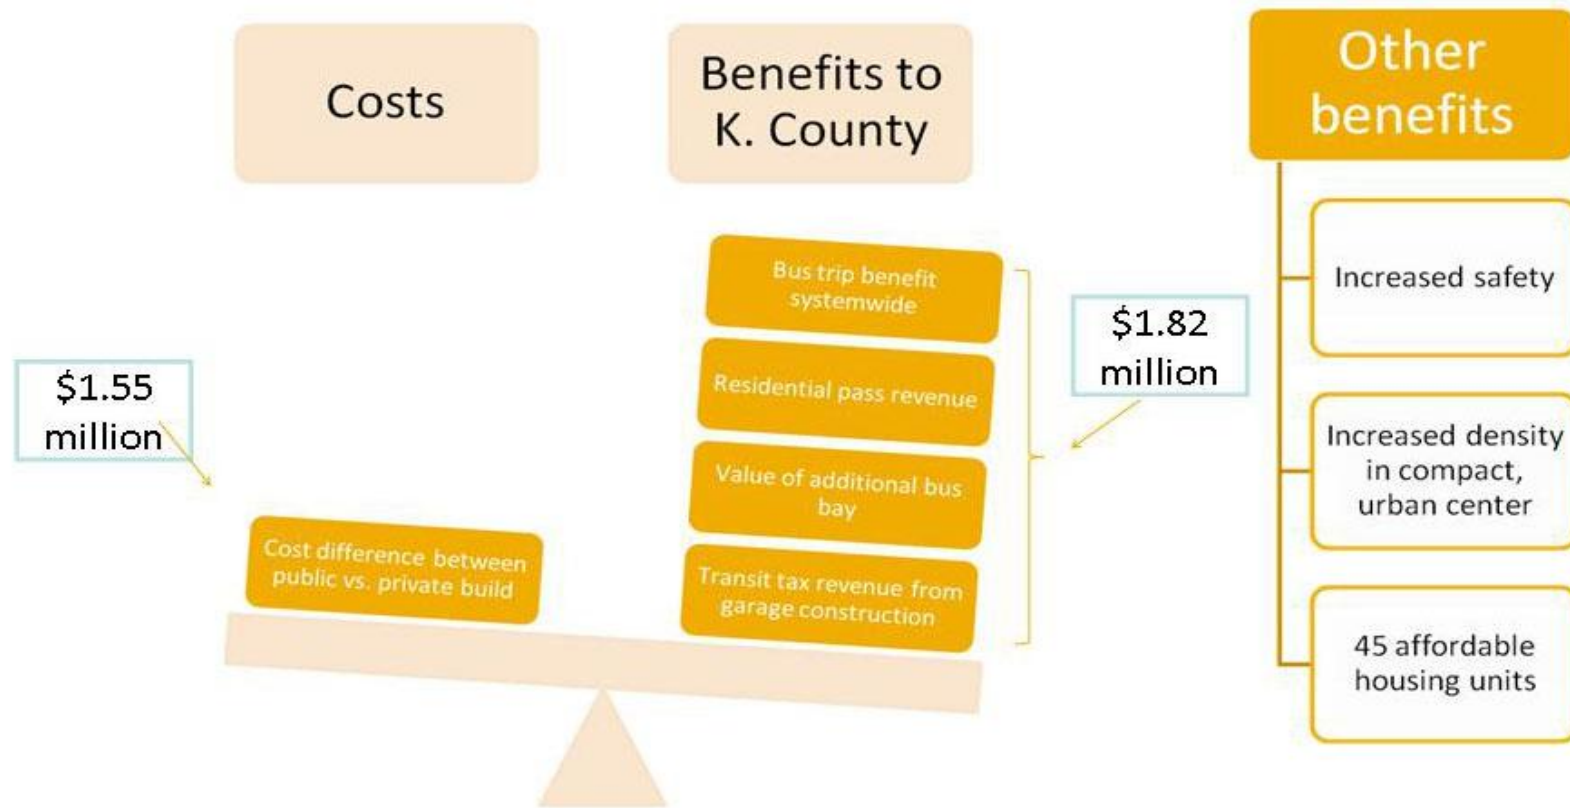 Costs
Benefits to
K. County
Other
benefits
$1.55
million
Cost difference between
public vs. private build
Bus trip benefit
systemwide
Residential pass revenue
Value of additional bus
bay
Transit tax revenue from
garage construction
$1.82
million
Increased safety
Increased density
in compact,
urban center
45 affordable
housing units